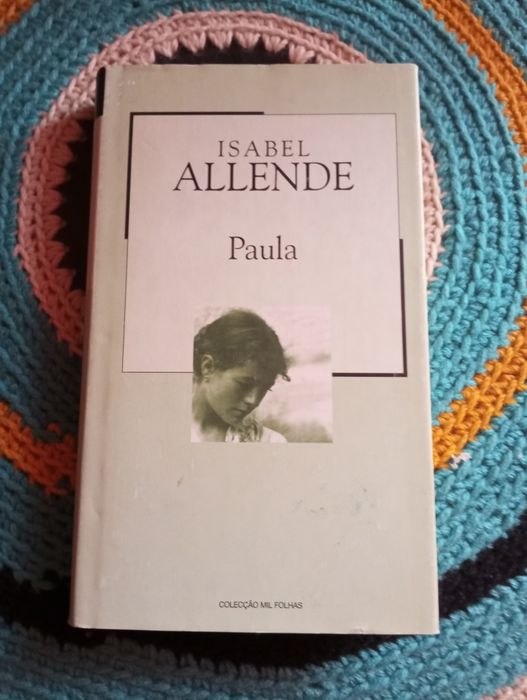 ISABEL
ALLENDE
Paula
COLECÇÃO MIL FOLHAS